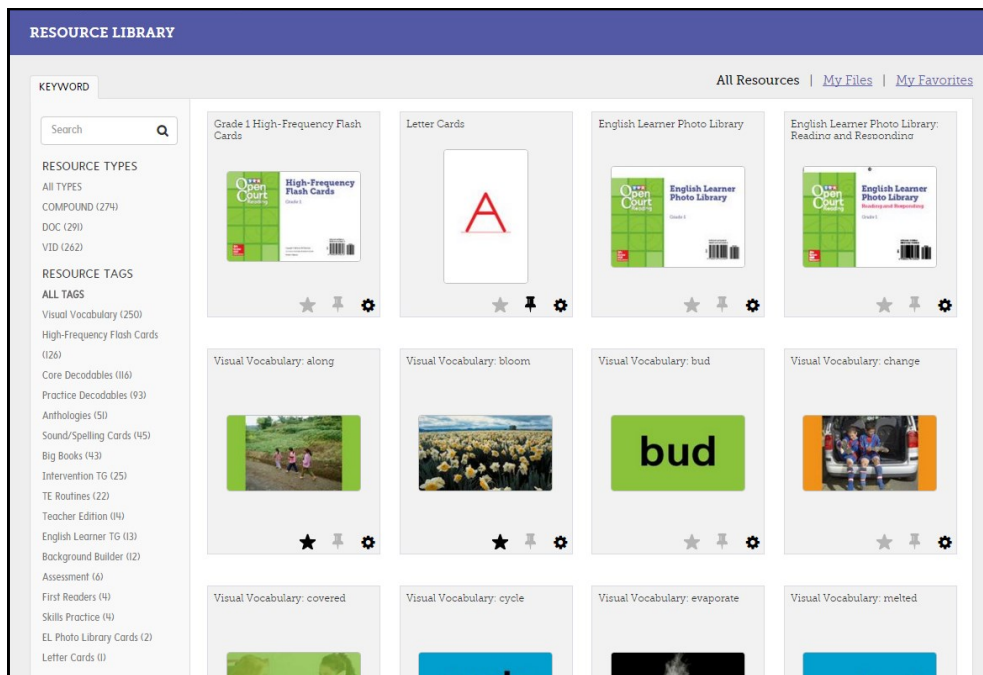 RESOURCE LIBRARY
KEYWORD
All Resources | My Files | My Favorites
Search
RESOURCE TYPES
All TYPES
COMPOUND (274)
DOC (291)
VID (262)
RESOURCE TAGS
ALL TAGS
Visual Vocabulary (250)
High-Frequency Flash Cards
(126)
Core Decodables (116)
Practice Decodables (93)
Anthologies (51)
Sound/Spelling Cards (45)
Big Books (43)
Intervention TG (25)
TE Routines (22)
Teacher Edition (14)
English Learner TG (13)
Background Builder (12)
Assessment (6)
First Readers (4)
Skills Practice (4)
EL Photo Library Cards (2)
Letter Cards (1)
Grade 1 High-Frequency Flash
Cards
Open
Court
Reading
High-Frequency
Flash Cards
Letter Cards
A
English Learner Photo Library
Open
Court
Reading
English Learner
Photo Library
English Learner Photo Library:
Reading and Responding
Open
Court
Reading
English Learner
Photo Library
Reading and Responding
Visual Vocabulary: along
Visual Vocabulary: bloom
Visual Vocabulary: bud
bud
Visual Vocabulary: change
Visual Vocabulary: covered
Visual Vocabulary: cycle
Visual Vocabulary: evaporate
Visual Vocabulary: melted